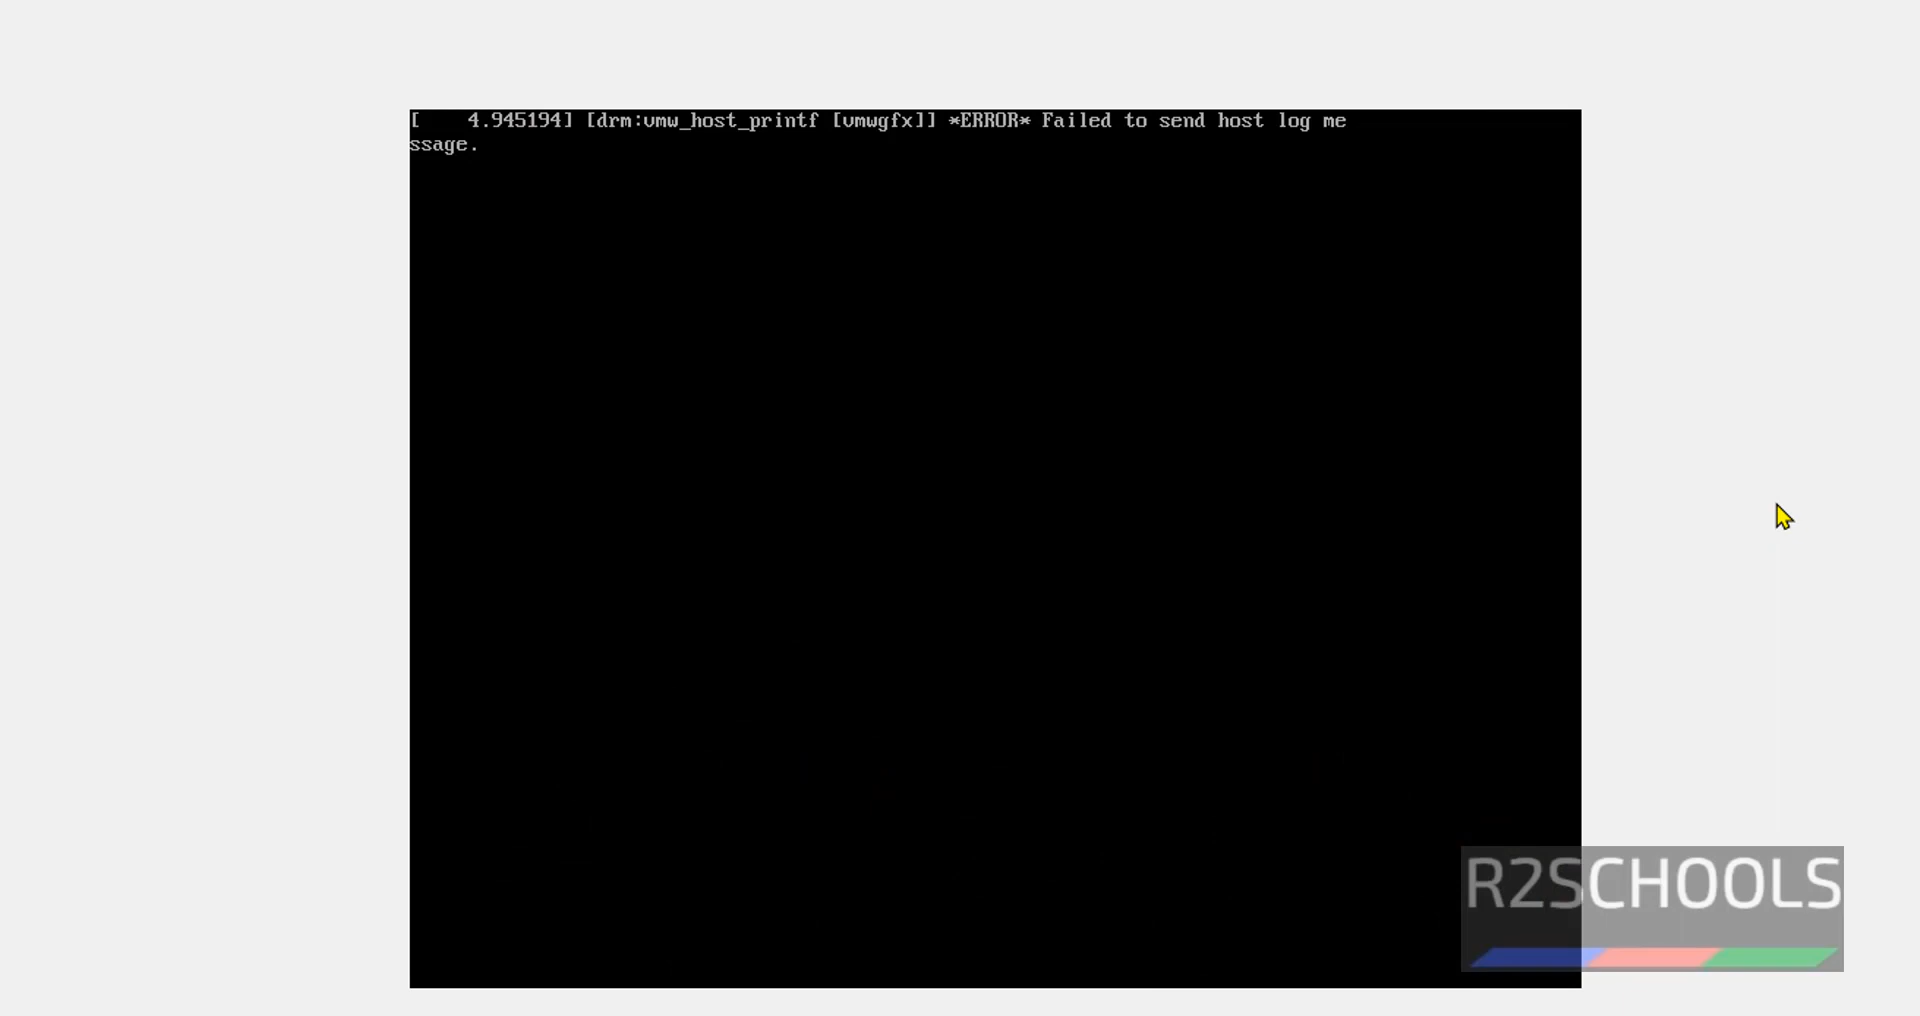 [    4.945194] [drm:vmw_host_printf [vmwgfx]] *ERROR* Failed to send host log me
ssage.
R2SCHOOLS